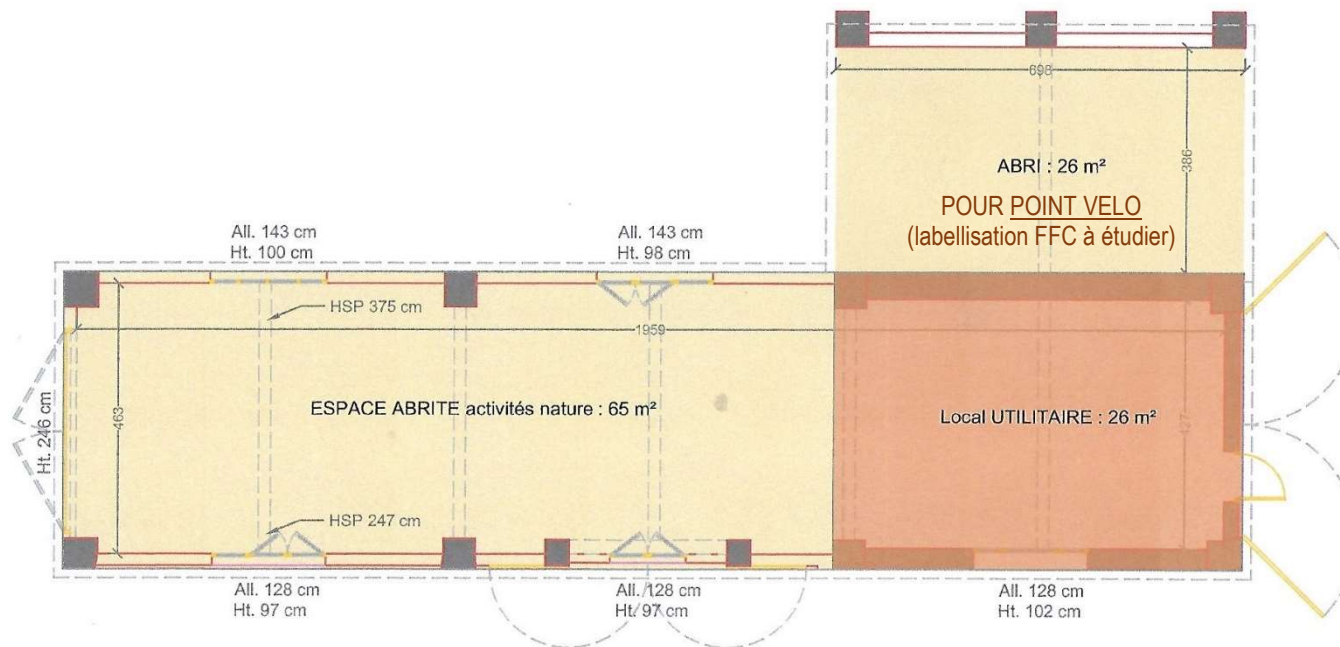 698
386
ABRI : 26 m²
POUR POINT VELO
(labellisation FFC à étudier)
All. 143 cm
Ht. 100 cm
All. 143 cm
Ht. 98 cm
HSP 375 cm
1959
463
Ht. 246 cm
ESPACE ABRITE activités nature : 65 m²
Local UTILITAIRE : 26 m²
HSP 247 cm
All. 128 cm
Ht. 97 cm
All. 128 cm
Ht. 97 cm
All. 128 cm
Ht. 102 cm